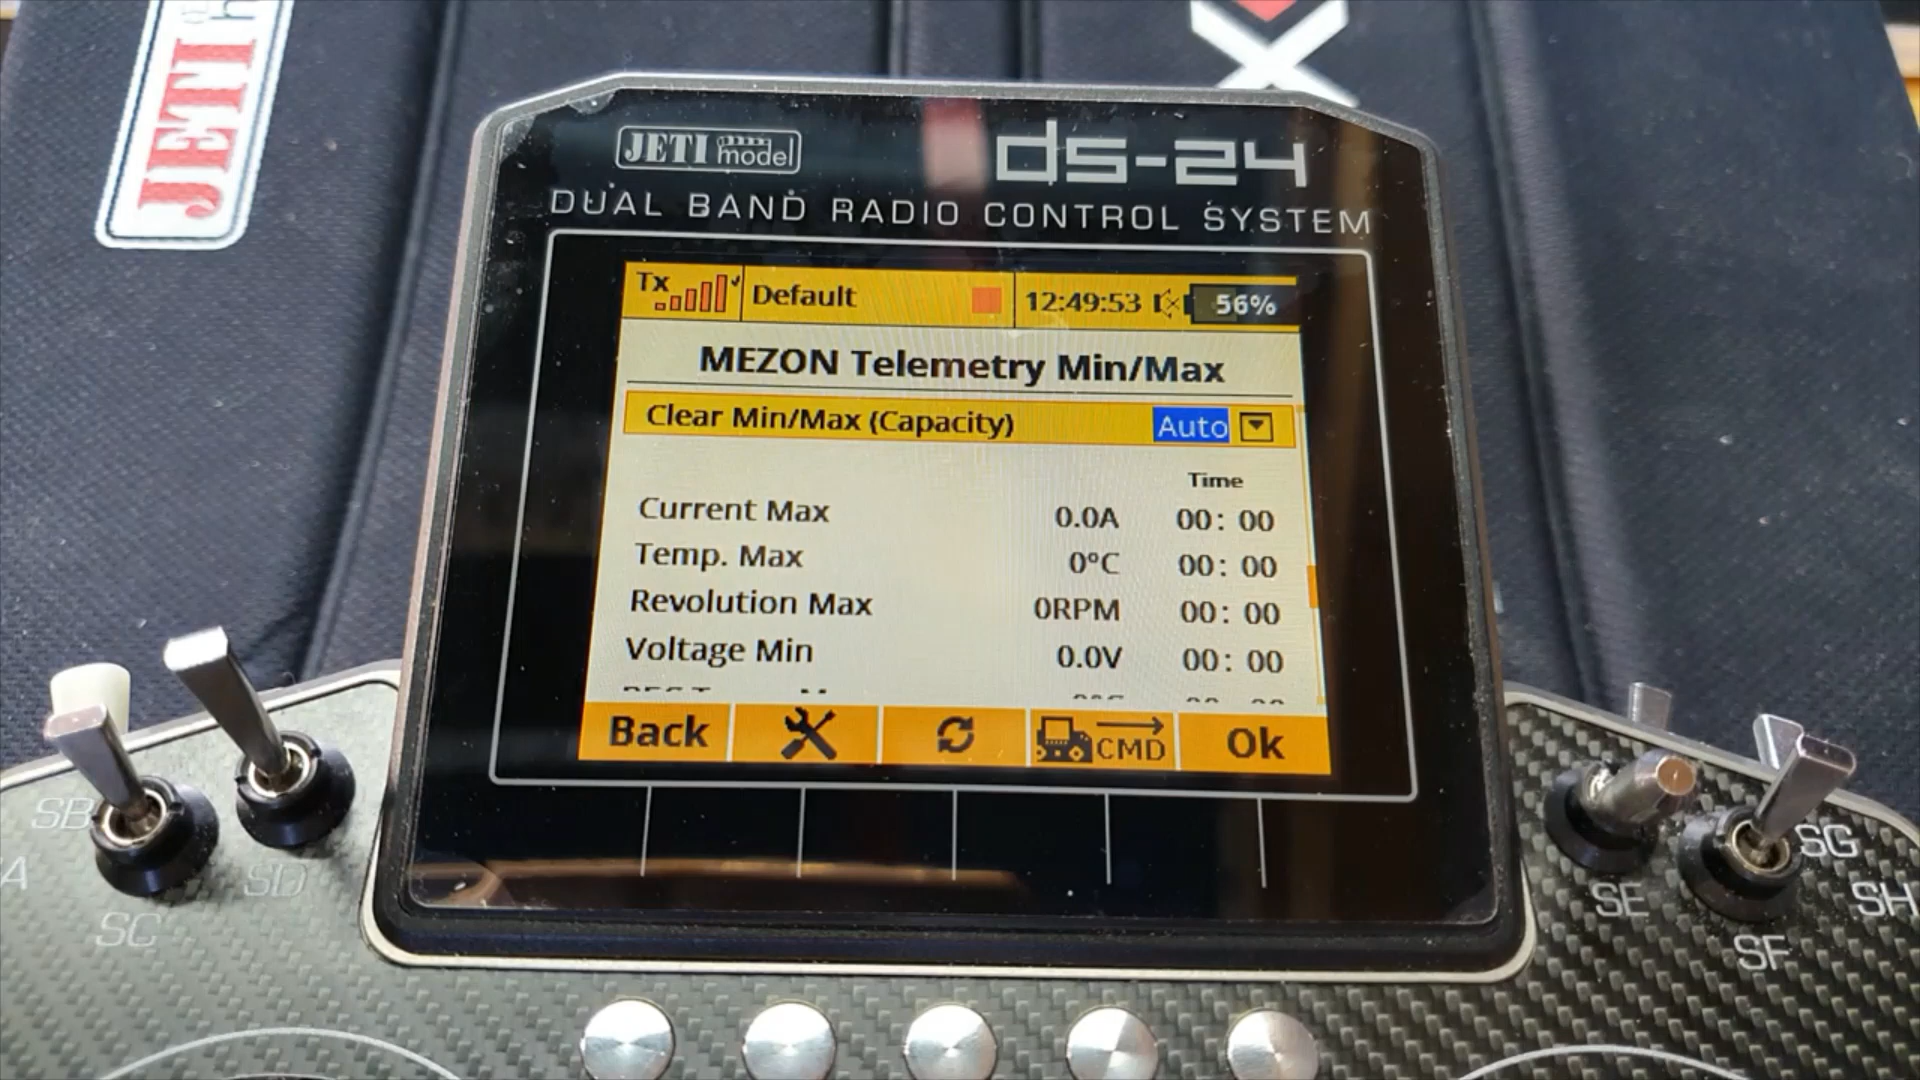 JETI
JETI model
ds-24
DUAL BAND RADIO CONTROL SYSTEM
Tx Default 12:49:53 56%
MEZON Telemetry Min/Max
Clear Min/Max (Capacity) Auto
Time
Current Max 0.0A 00: 00
Temp. Max 0°C 00: 00
Revolution Max 0RPM 00: 00
Voltage Min 0.0V 00: 00
Back CMD Ok
SB
SD
SC
SG
SE
SH
SF